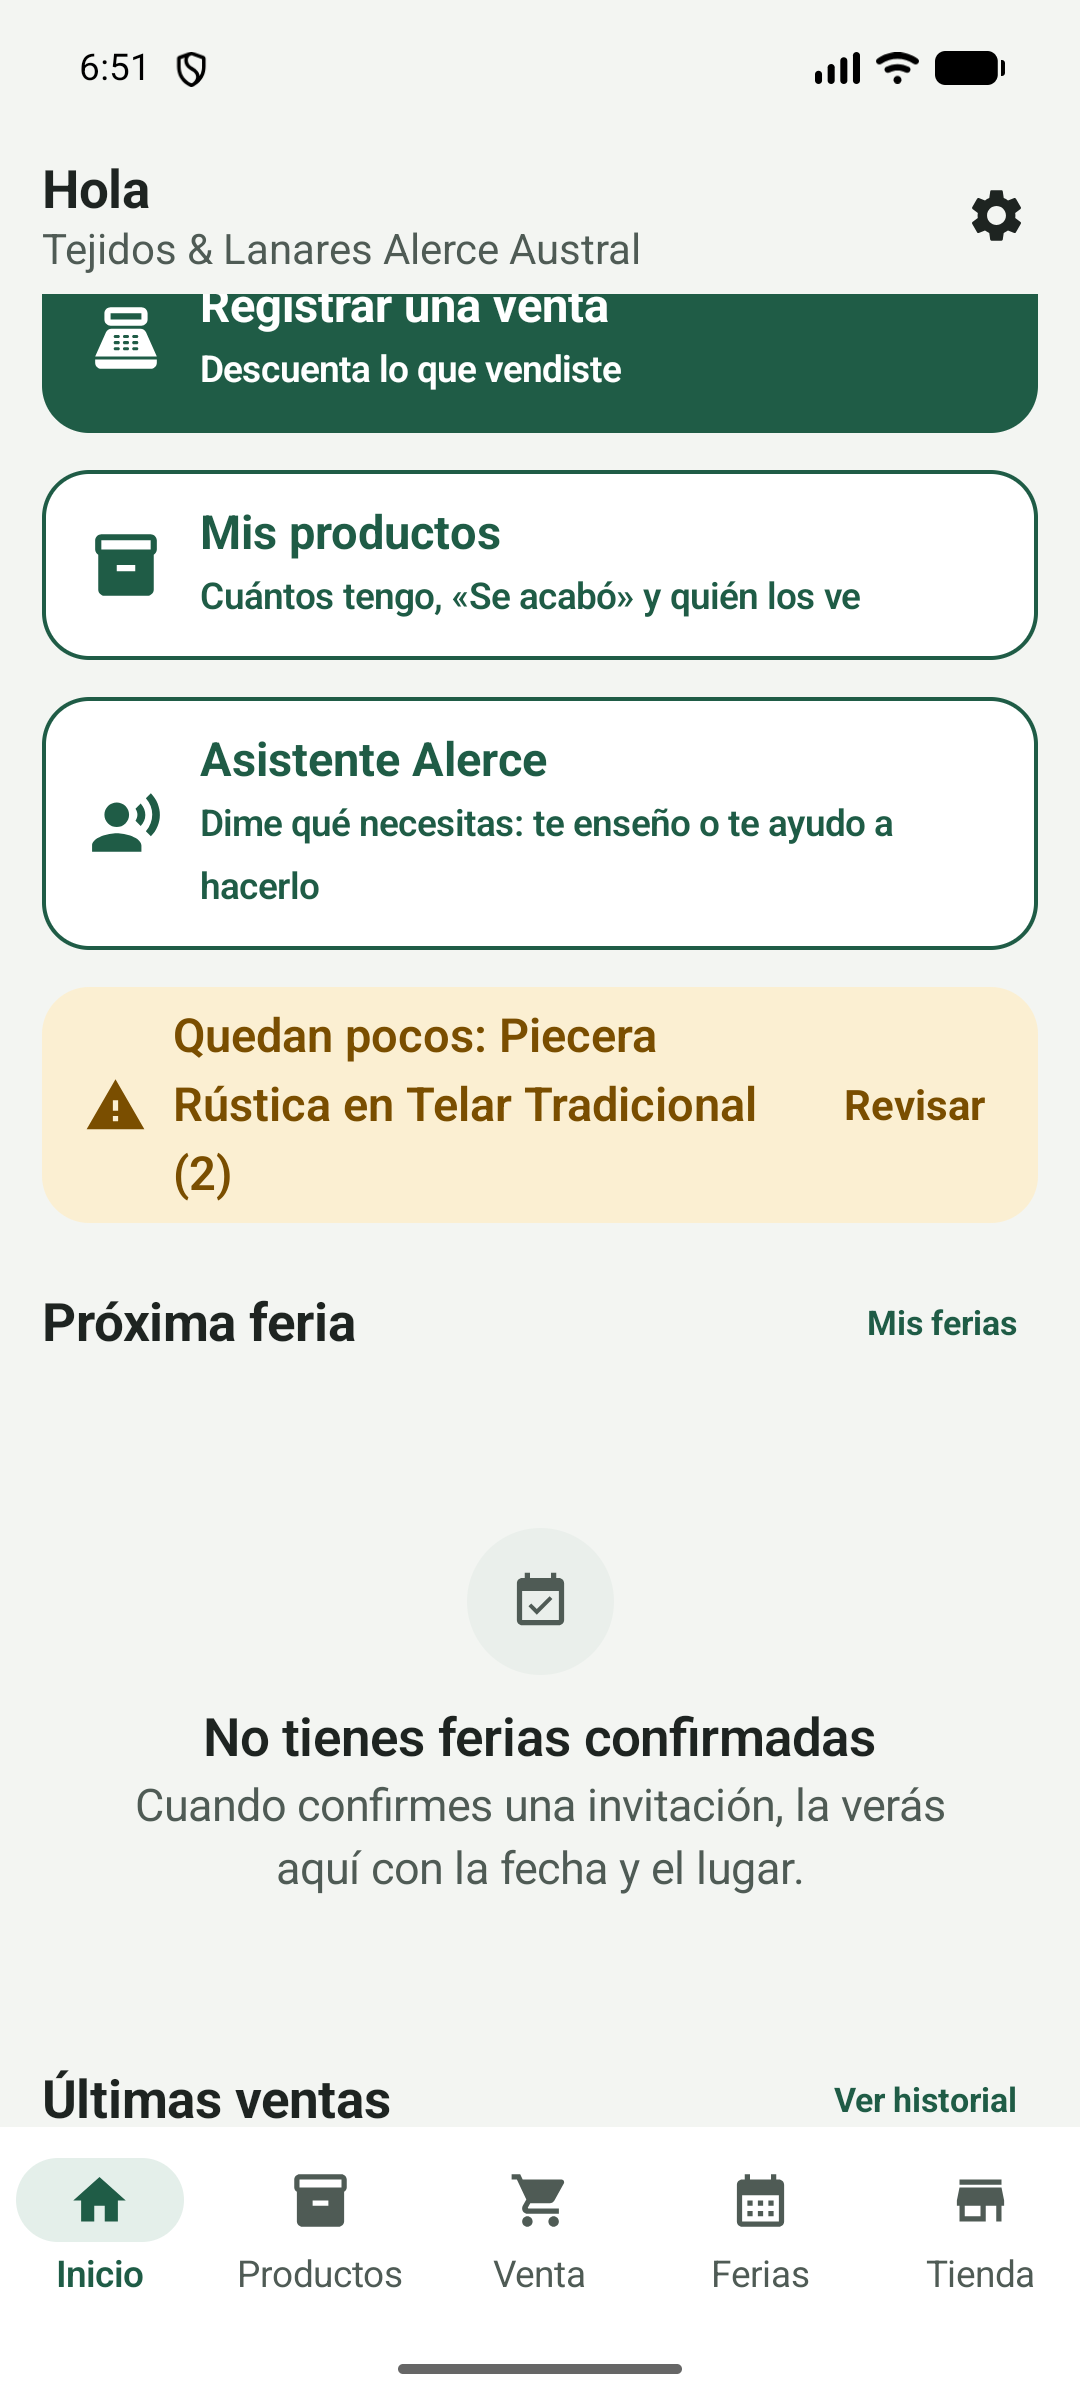 6:51
Hola
Tejidos & Lanares Alerce Austral
Registrar una venta
Descuenta lo que vendiste
Mis productos
Cuántos tengo, «Se acabó» y quién los ve
Asistente Alerce
Dime qué necesitas: te enseño o te ayudo a
hacerlo
Quedan pocos: Piecera
Rústica en Telar Tradicional
(2)
Revisar
Próxima feria
Mis ferias
No tienes ferias confirmadas
Cuando confirmes una invitación, la verás
aquí con la fecha y el lugar.
Últimas ventas
Ver historial
Inicio
Productos
Venta
Ferias
Tienda